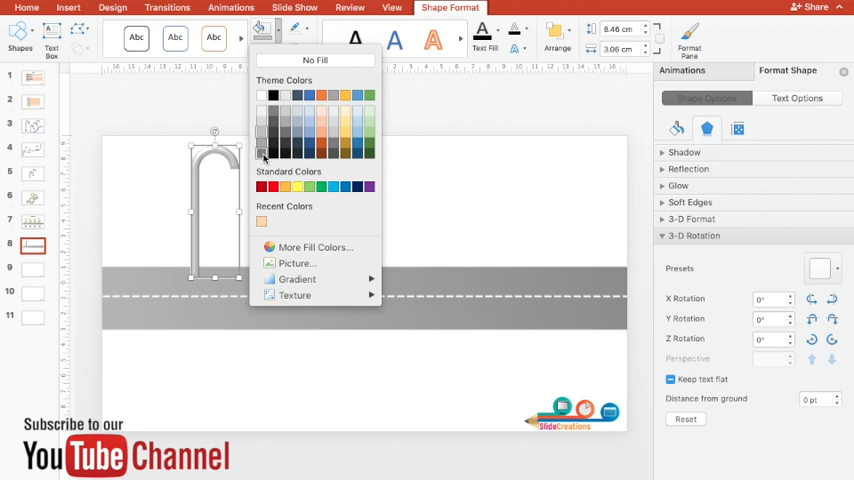 Home Insert Design Transitions Animations Slide Show Review View Shape Format Share
Shapes Text Box Abc Abc Abc A A A Text Fill Arrange 8.46 cm Format Pane
3.06 cm
No Fill
Theme Colors
Standard Colors
Recent Colors
More Fill Colors...
Picture...
Gradient
Texture
1
2
3
4
5
6
7
8
9
10
11
Animations Format Shape
Shape Options Text Options
Shadow
Reflection
Glow
Soft Edges
3-D Format
3-D Rotation
Presets
X Rotation 0°
Y Rotation 0°
Z Rotation 0°
Perspective
Keep text flat
Distance from ground 0 pt
Reset
SlideCreations
Subscribe to our
YouTube Channel